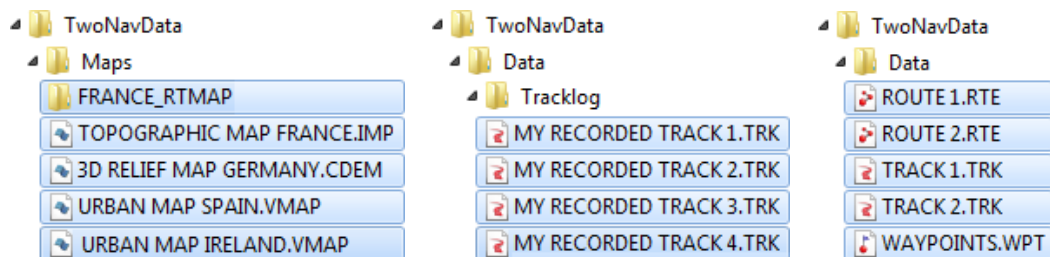 TwoNavData
Maps
FRANCE_RTMAP
TOPOGRAPHIC MAP FRANCE.IMP
3D RELIEF MAP GERMANY.CDEM
URBAN MAP SPAIN.VMAP
URBAN MAP IRELAND.VMAP
TwoNavData
Data
Tracklog
MY RECORDED TRACK 1.TRK
MY RECORDED TRACK 2.TRK
MY RECORDED TRACK 3.TRK
MY RECORDED TRACK 4.TRK
TwoNavData
Data
ROUTE 1.RTE
ROUTE 2.RTE
TRACK 1.TRK
TRACK 2.TRK
WAYPOINTS.WPT